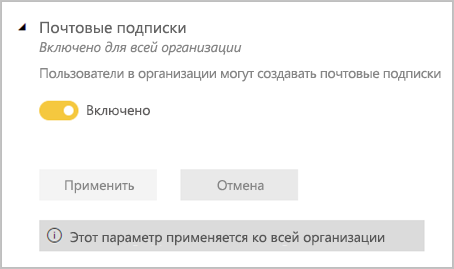 Почтовые подписки
Включено для всей организации
Пользователи в организации могут создавать почтовые подписки
Включено
Применить Отмена
Этот параметр применяется ко всей организации